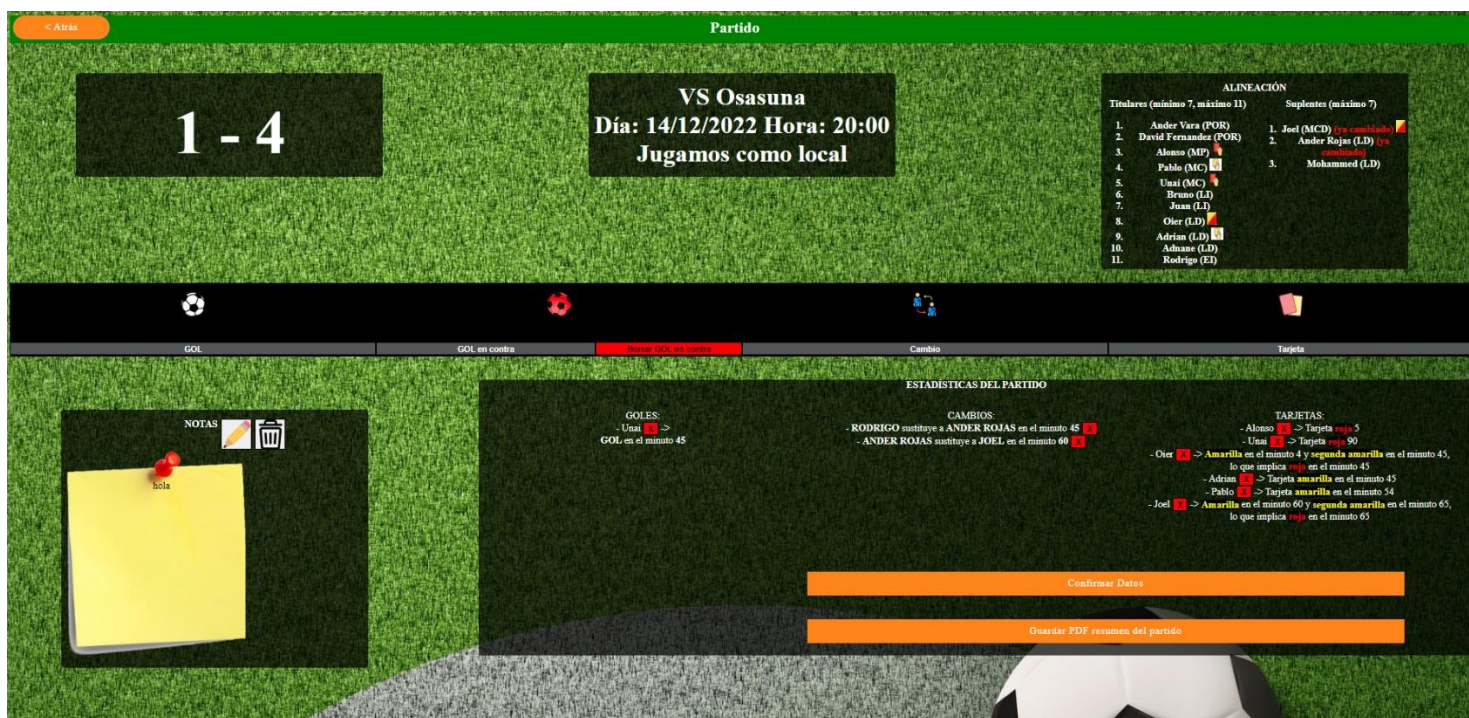 < Atrás
Partido
1 - 4
VS Osasuna
Día: 14/12/2022 Hora: 20:00
Jugamos como local
ALINEACIÓN
Titulares (mínimo 7, máximo 11)
1. Ander Vara (POR)
2. David Fernandez (POR)
3. Alonso (MP)
4. Pablo (MC)
5. Unai (MC)
6. Bruno (LI)
7. Juan (LI)
8. Oier (LD)
9. Adrian (LD)
10. Adnane (LD)
11. Rodrigo (EI)
Suplentes (máximo 7)
1. Joel (MCD) (ya cambiado)
2. Ander Rojas (LD) (ya
cambiado)
3. Mohammed (LD)
GOL
GOL en contra
Borrar GOL en contra
Cambio
Tarjeta
NOTAS
hola
ESTADÍSTICAS DEL PARTIDO
GOLES:
- Unai X ->
GOL en el minuto 45
CAMBIOS:
- RODRIGO sustituye a ANDER ROJAS en el minuto 45 X
- ANDER ROJAS sustituye a JOEL en el minuto 60 X
TARJETAS:
- Alonso X -> Tarjeta roja 5
- Unai X -> Tarjeta roja 90
- Oier X -> Amarilla en el minuto 4 y segunda amarilla en el minuto 45,
lo que implica roja en el minuto 45
- Adrian X -> Tarjeta amarilla en el minuto 45
- Pablo X -> Tarjeta amarilla en el minuto 54
- Joel X -> Amarilla en el minuto 60 y segunda amarilla en el minuto 65,
lo que implica roja en el minuto 65
Confirmar Datos
Guardar PDF resumen del partido